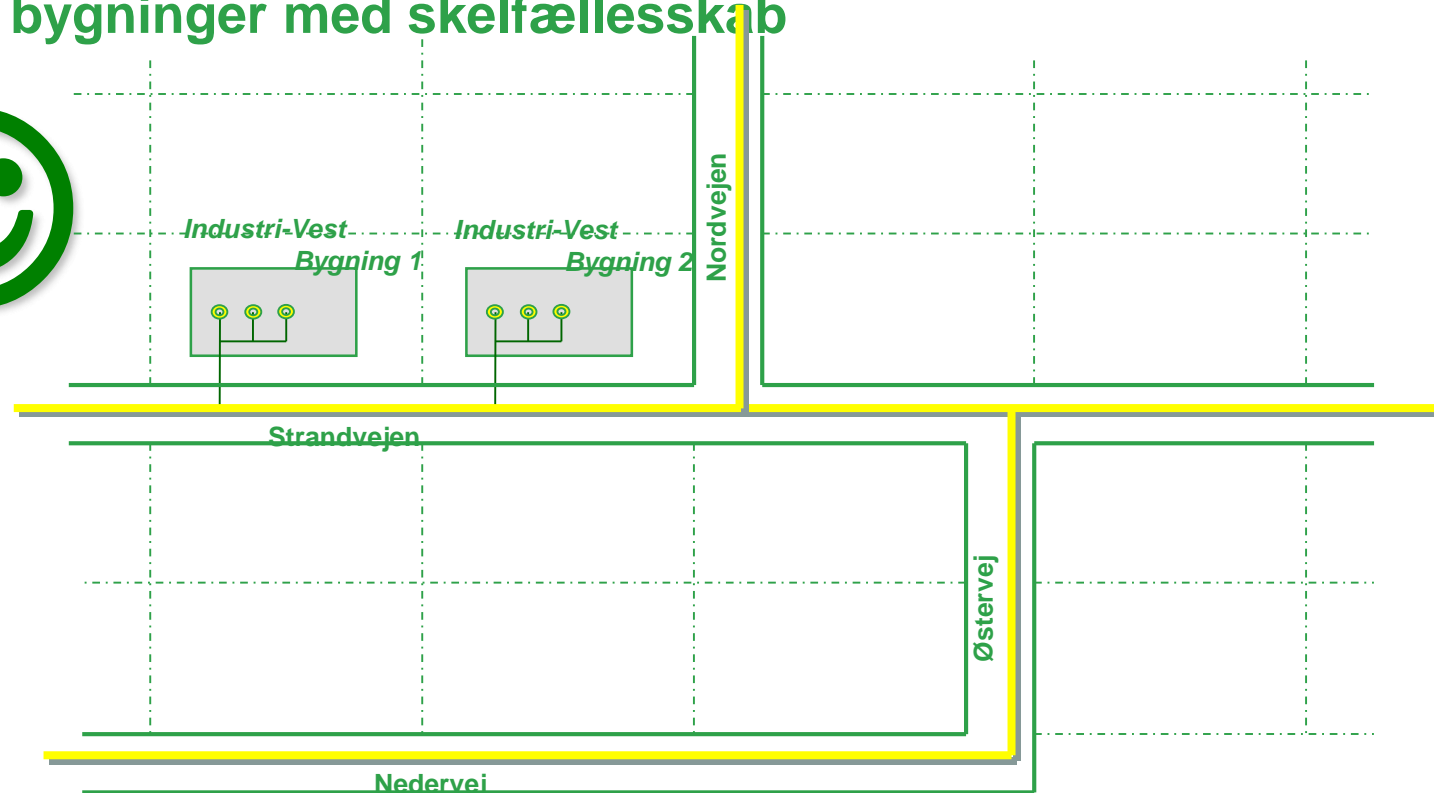 bygninger med skelfællesskab
Nordvejen
Industri-Vest
Bygning 1
Industri-Vest
Bygning 2
Strandvejen
Østervej
Nedervej